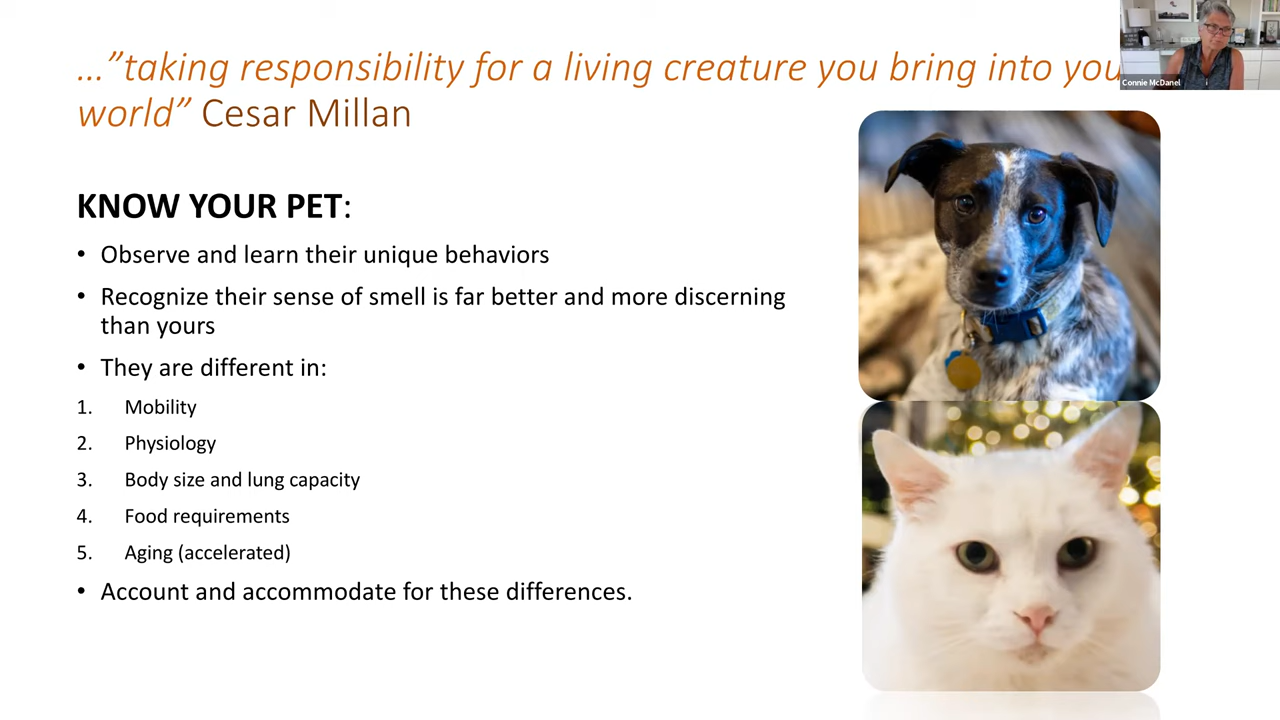 …”taking responsibility for a living creature you bring into you
world” Cesar Millan
Connie McDanel
KNOW YOUR PET:
• Observe and learn their unique behaviors
• Recognize their sense of smell is far better and more discerning
than yours
• They are different in:
1. Mobility
2. Physiology
3. Body size and lung capacity
4. Food requirements
5. Aging (accelerated)
• Account and accommodate for these differences.